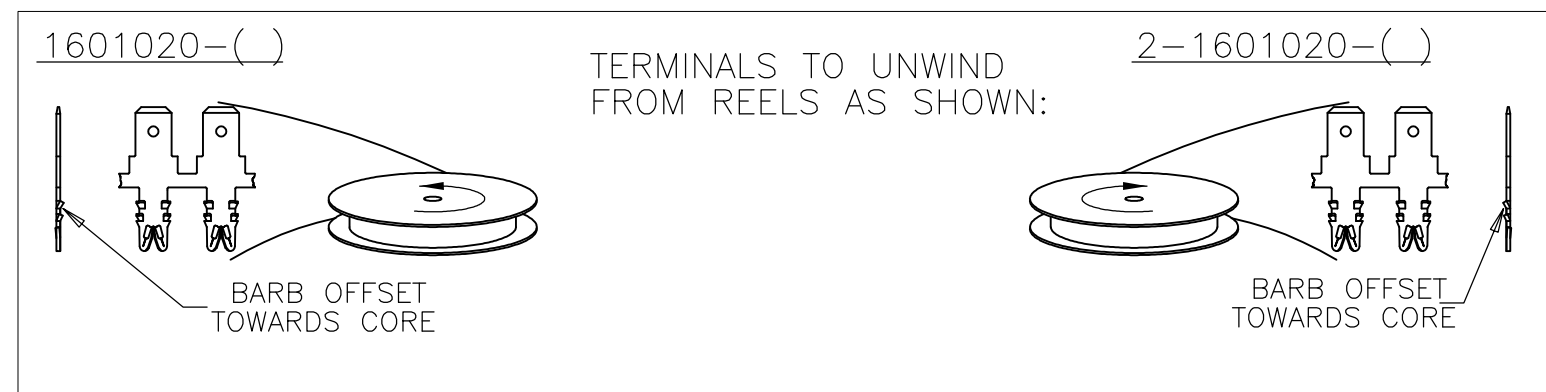 1601020-( )
TERMINALS TO UNWIND
FROM REELS AS SHOWN:
2-1601020-( )
BARB OFFSET
TOWARDS CORE
BARB OFFSET
TOWARDS CORE